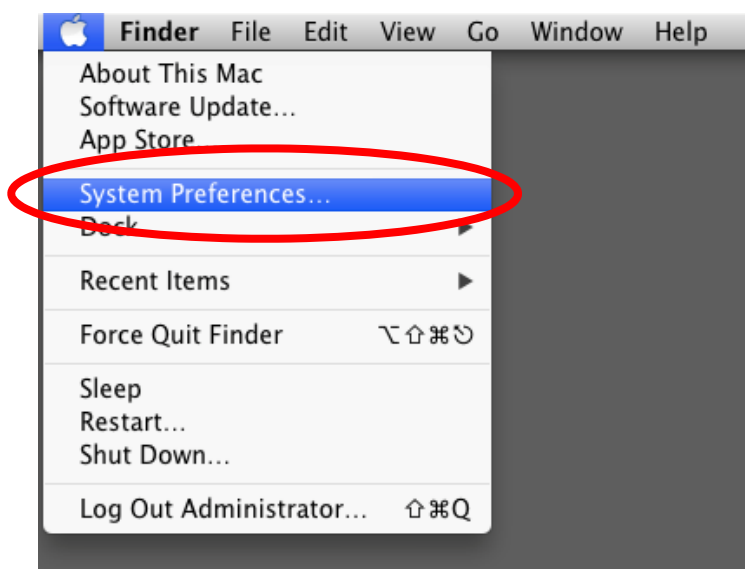 Finder File Edit View Go Window Help
About This Mac
Software Update...
App Store...
System Preferences...
Dock
Recent Items
Force Quit Finder ⌥⇧⌘⎋
Sleep
Restart...
Shut Down...
Log Out Administrator... ⇧⌘Q